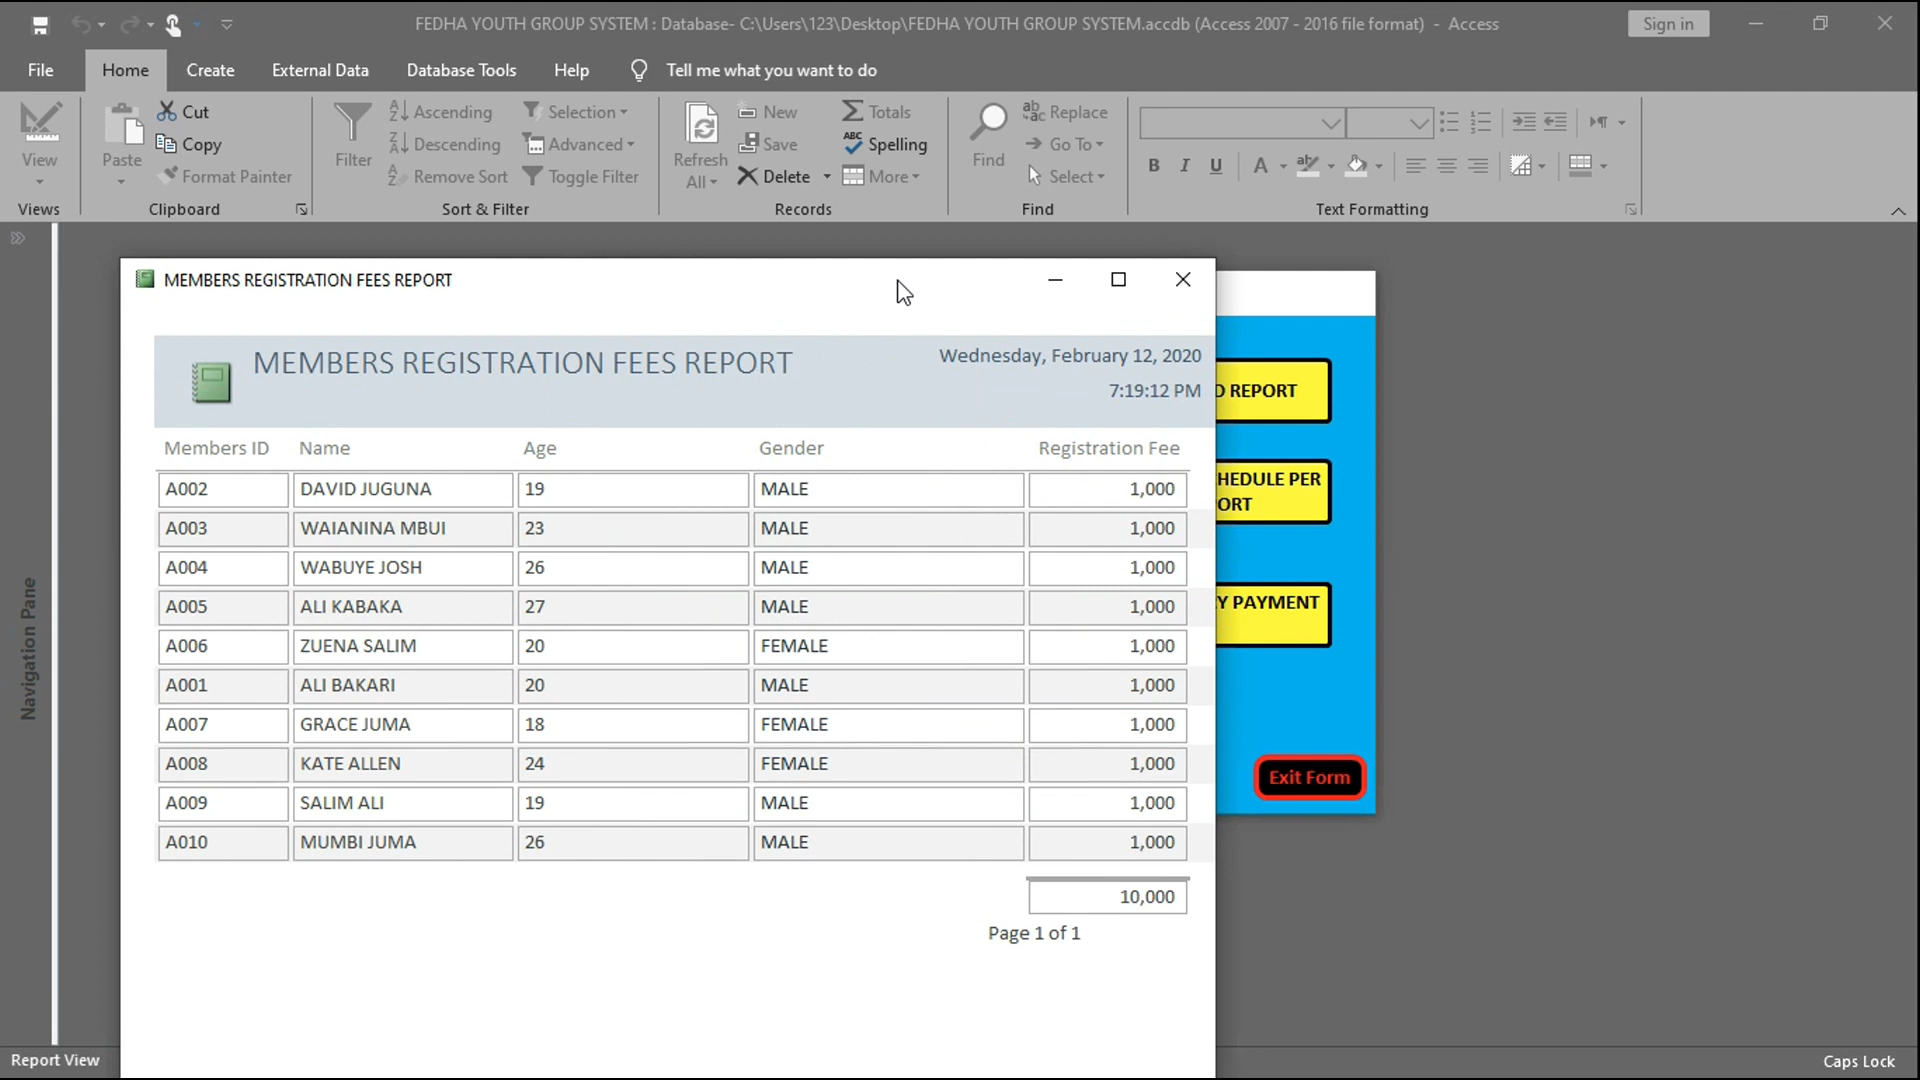 FEDHA YOUTH GROUP SYSTEM : Database- C:\Users\123\Desktop\FEDHA YOUTH GROUP SYSTEM.accdb (Access 2007 - 2016 file format) - Access
Sign in
File Home Create External Data Database Tools Help Tell me what you want to do
View
Views
Paste
Cut
Copy
Format Painter
Clipboard
Filter
Ascending
Descending
Remove Sort
Selection
Advanced
Toggle Filter
Sort & Filter
Refresh
All
New
Save
Delete
Totals
Spelling
More
Records
Find
Replace
Go To
Select
Find
B I U A
Text Formatting
Navigation Pane
MEMBERS REGISTRATION FEES REPORT
MEMBERS REGISTRATION FEES REPORT
Wednesday, February 12, 2020
7:19:12 PM
Members ID Name Age Gender Registration Fee
A002 DAVID JUGUNA 19 MALE 1,000
A003 WAIANINA MBUI 23 MALE 1,000
A004 WABUYE JOSH 26 MALE 1,000
A005 ALI KABAKA 27 MALE 1,000
A006 ZUENA SALIM 20 FEMALE 1,000
A001 ALI BAKARI 20 MALE 1,000
A007 GRACE JUMA 18 FEMALE 1,000
A008 KATE ALLEN 24 FEMALE 1,000
A009 SALIM ALI 19 MALE 1,000
A010 MUMBI JUMA 26 MALE 1,000
10,000
Page 1 of 1
REPORT
HEDULE PER
ORT
Y PAYMENT
Exit Form
Report View
Caps Lock